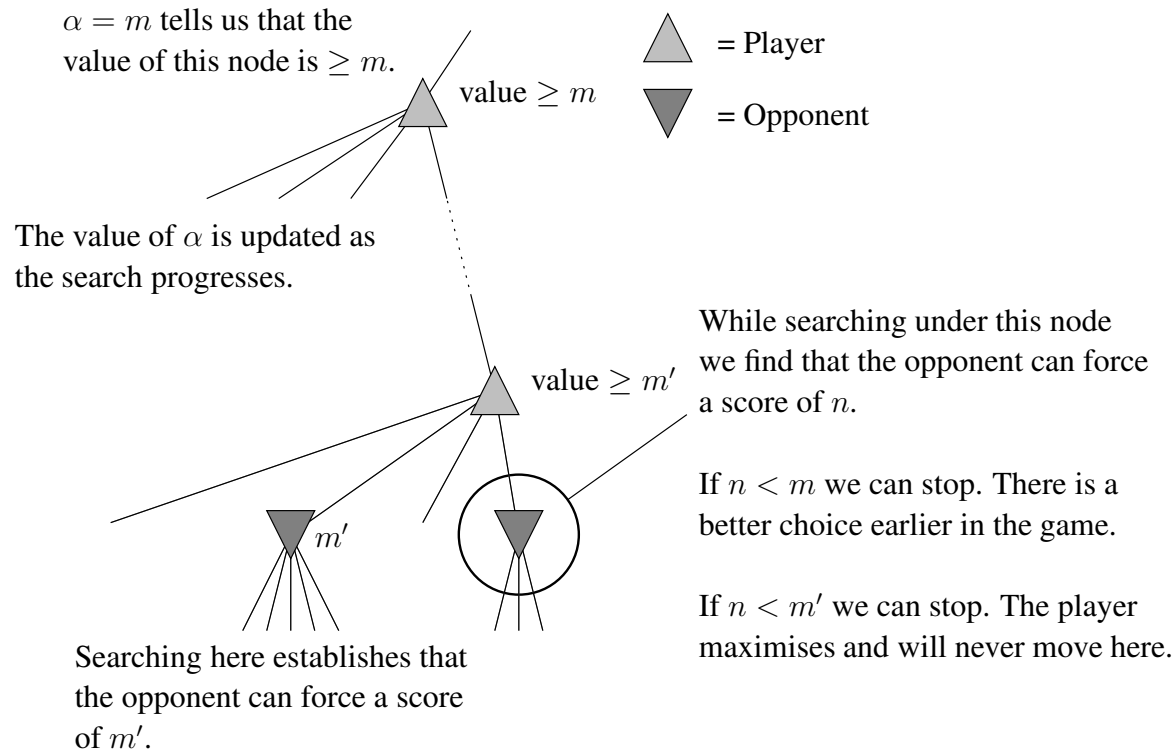 α = m tells us that the
value of this node is ≥ m.
= Player
value ≥ m
= Opponent
The value of α is updated as
the search progresses.
While searching under this node
we find that the opponent can force
a score of n.
value ≥ m′
If n < m we can stop. There is a
better choice earlier in the game.
m′
If n < m′ we can stop. The player
maximises and will never move here.
Searching here establishes that
the opponent can force a score
of m′.